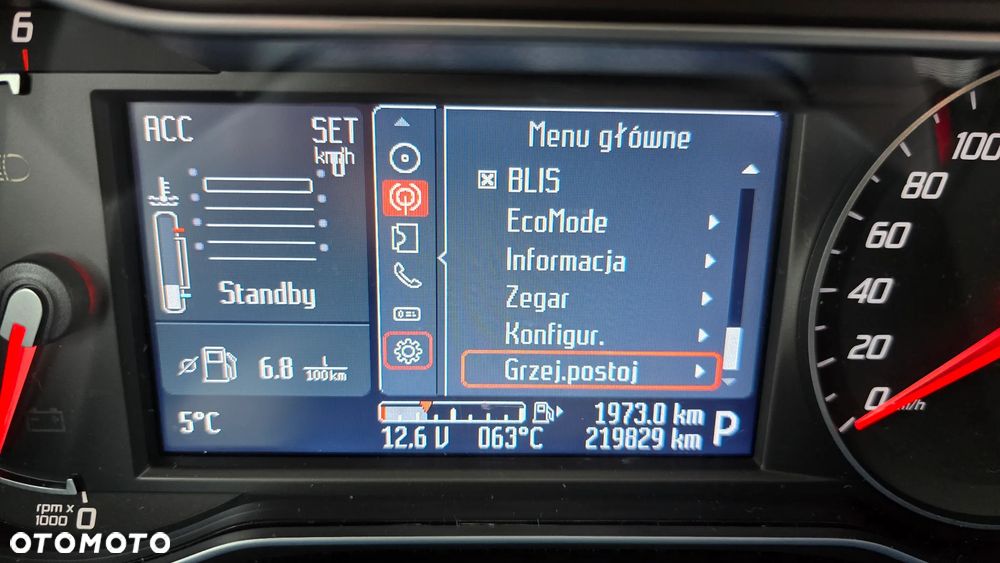 6
ACC
SET
km/h
Standby
6.8 L/100km
5°C
Menu główne
BLIS
EcoMode
Informacja
Zegar
Konfigur.
Grzej.postoj
12.6 V
063°C
1973.0 km
219829 km
P
100
80
60
40
20
0
km/h
rpm x
1000
0
OTOMOTO